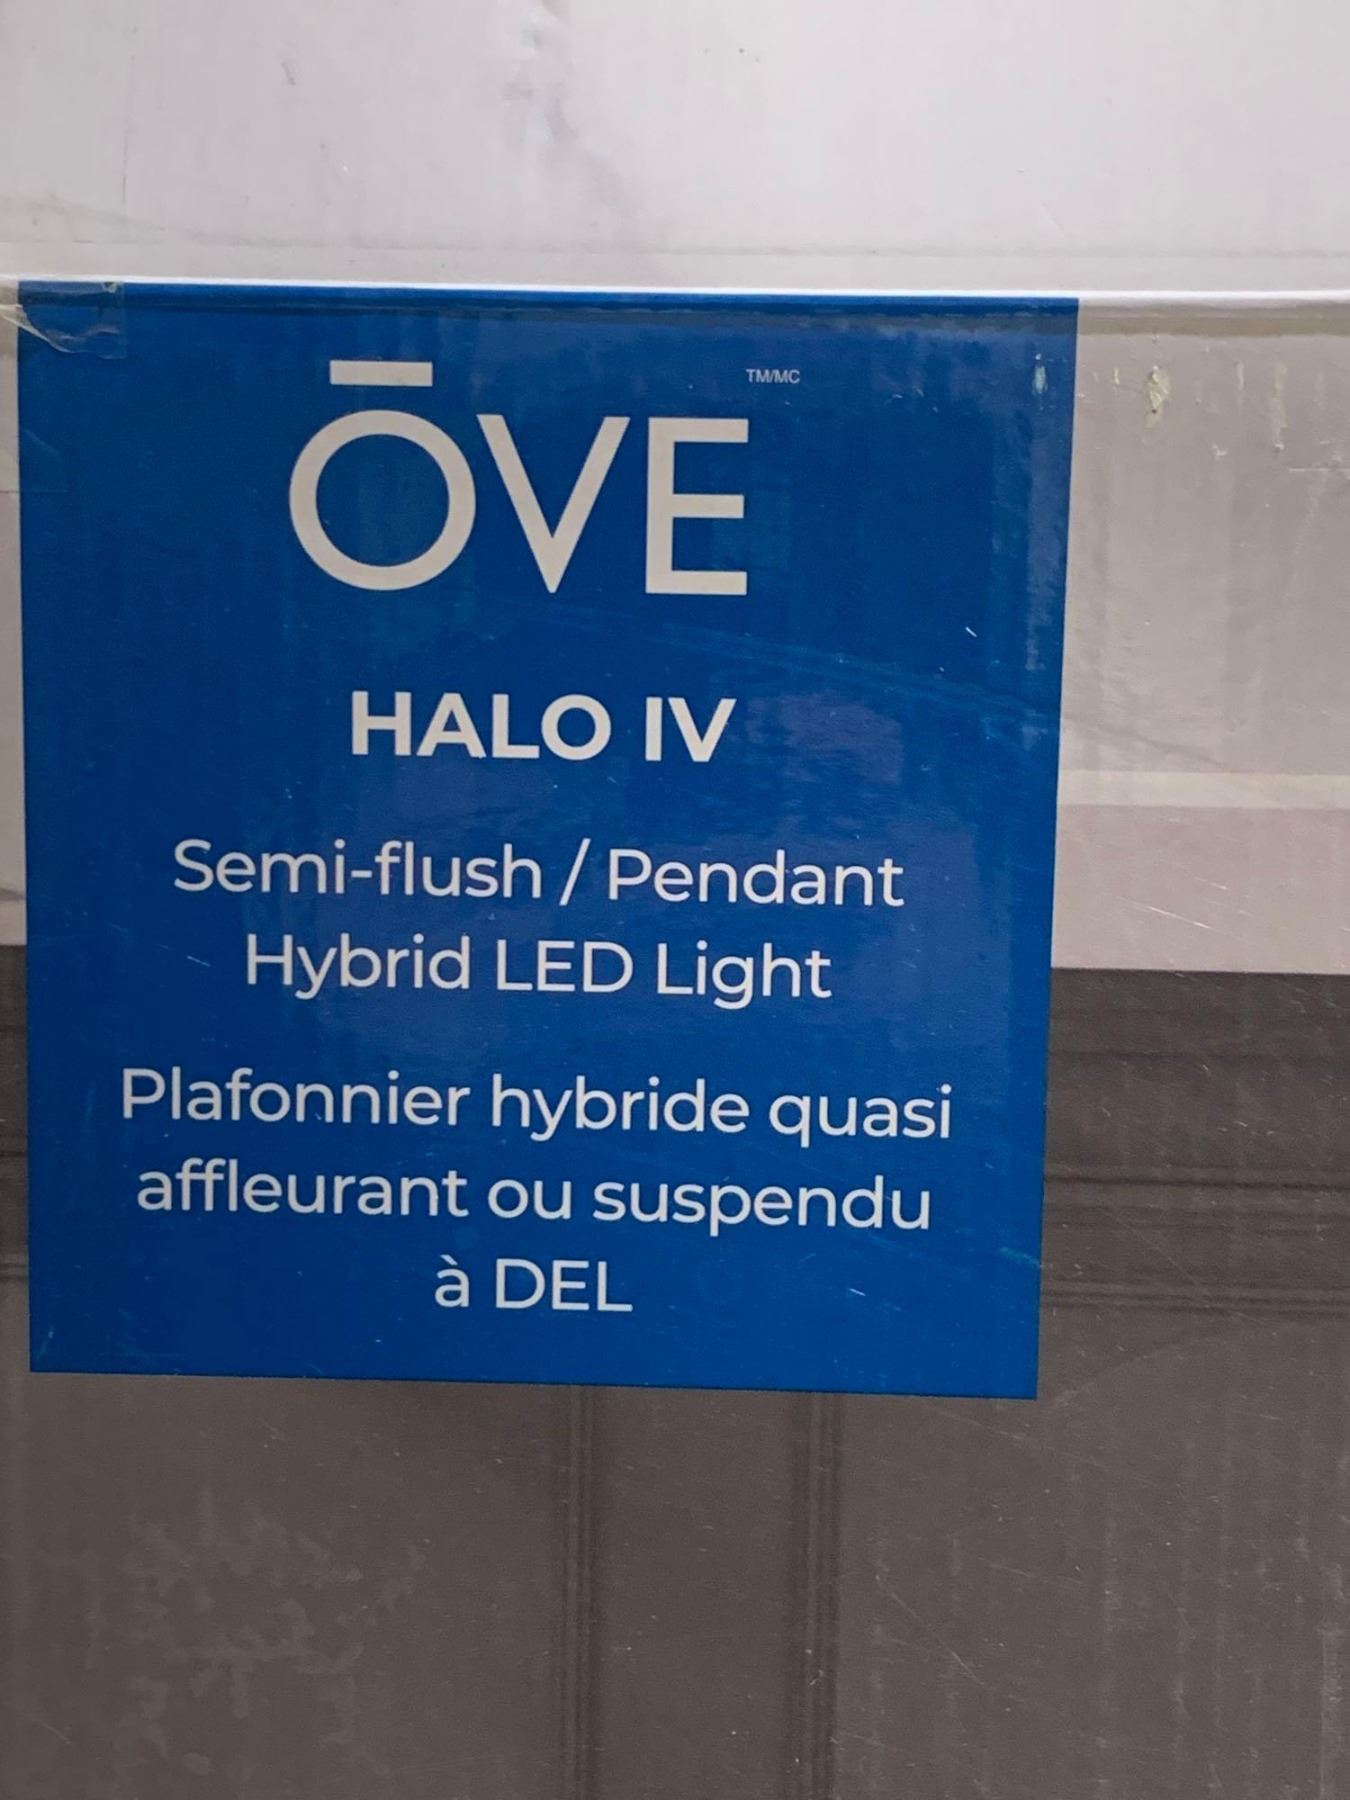 ŌVE TM/MC
HALO IV
Semi-flush / Pendant
Hybrid LED Light
Plafonnier hybride quasi
affleurant ou suspendu
à DEL